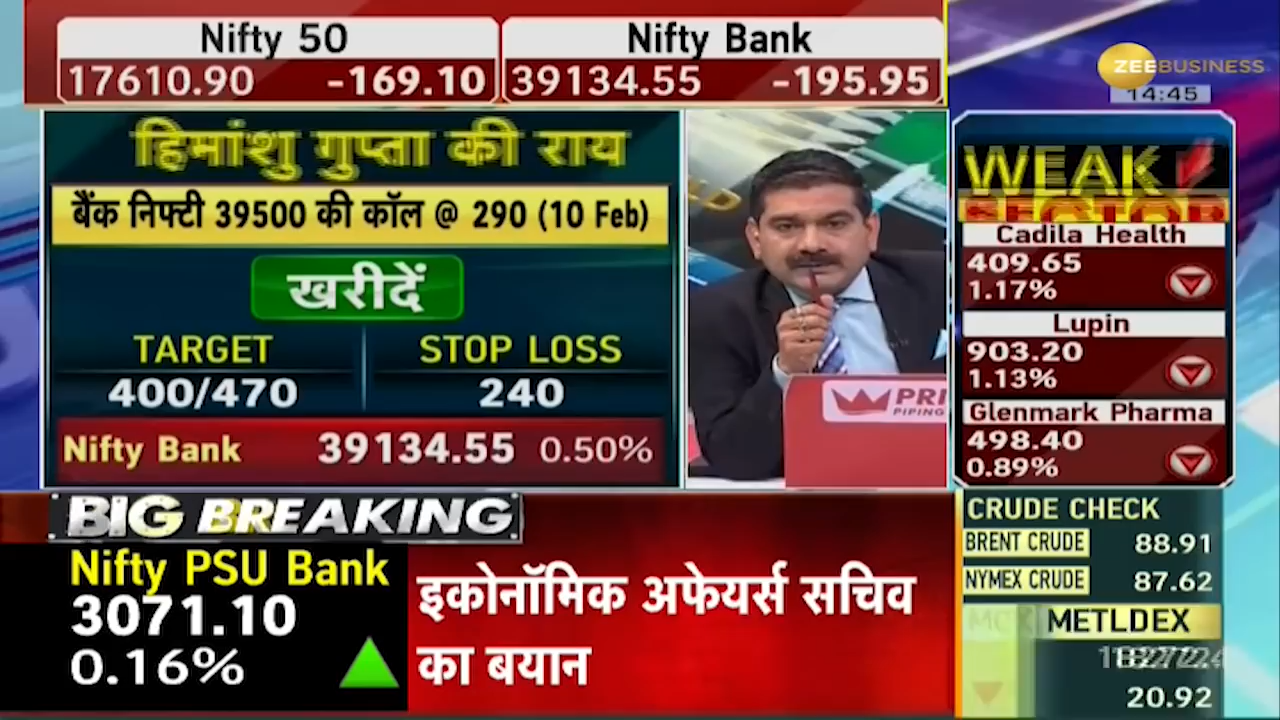 Nifty 50
17610.90 -169.10
Nifty Bank
39134.55 -195.95
ZEEBUSINESS
14:45
हिमांशु गुप्ता की राय
बैंक निफ्टी 39500 की कॉल @ 290 (10 Feb)
खरीदें
TARGET
400/470
STOP LOSS
240
Nifty Bank 39134.55 0.50%
PRI
PIPING
WEAK
SECTOR
Cadila Health
409.65
1.17%
Lupin
903.20
1.13%
Glenmark Pharma
498.40
0.89%
BIG BREAKING
Nifty PSU Bank
3071.10
0.16%
इकोनॉमिक अफेयर्स सचिव
का बयान
CRUDE CHECK
BRENT CRUDE 88.91
NYMEX CRUDE 87.62
MCX METLDEX
20.92